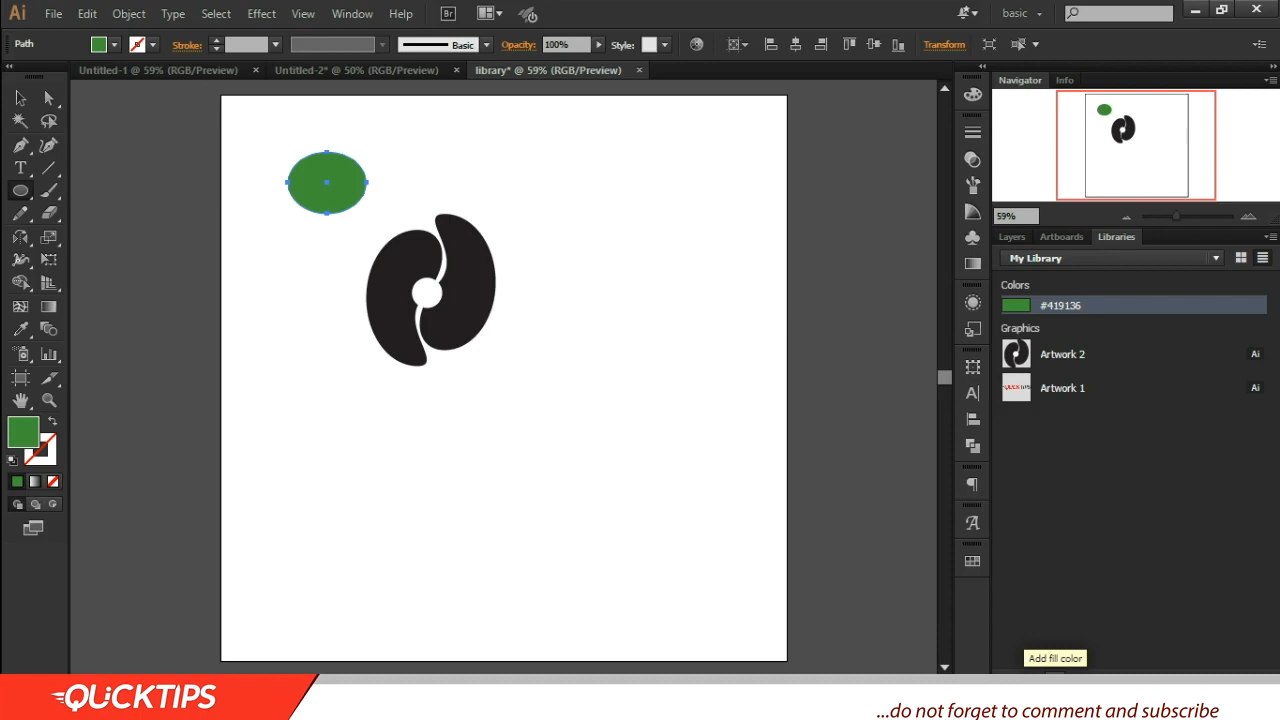 Ai File Edit Object Type Select Effect View Window Help Br basic
Path Stroke: Basic Opacity: 100% Style: Transform
Untitled-1 @ 59% (RGB/Preview) Untitled-2* @ 50% (RGB/Preview) library* @ 59% (RGB/Preview)
Navigator Info
59%
Layers Artboards Libraries
My Library
Colors
#419136
Graphics
Artwork 2 Ai
Artwork 1 Ai
Add fill color
QUiCKTIPS
...do not forget to comment and subscribe